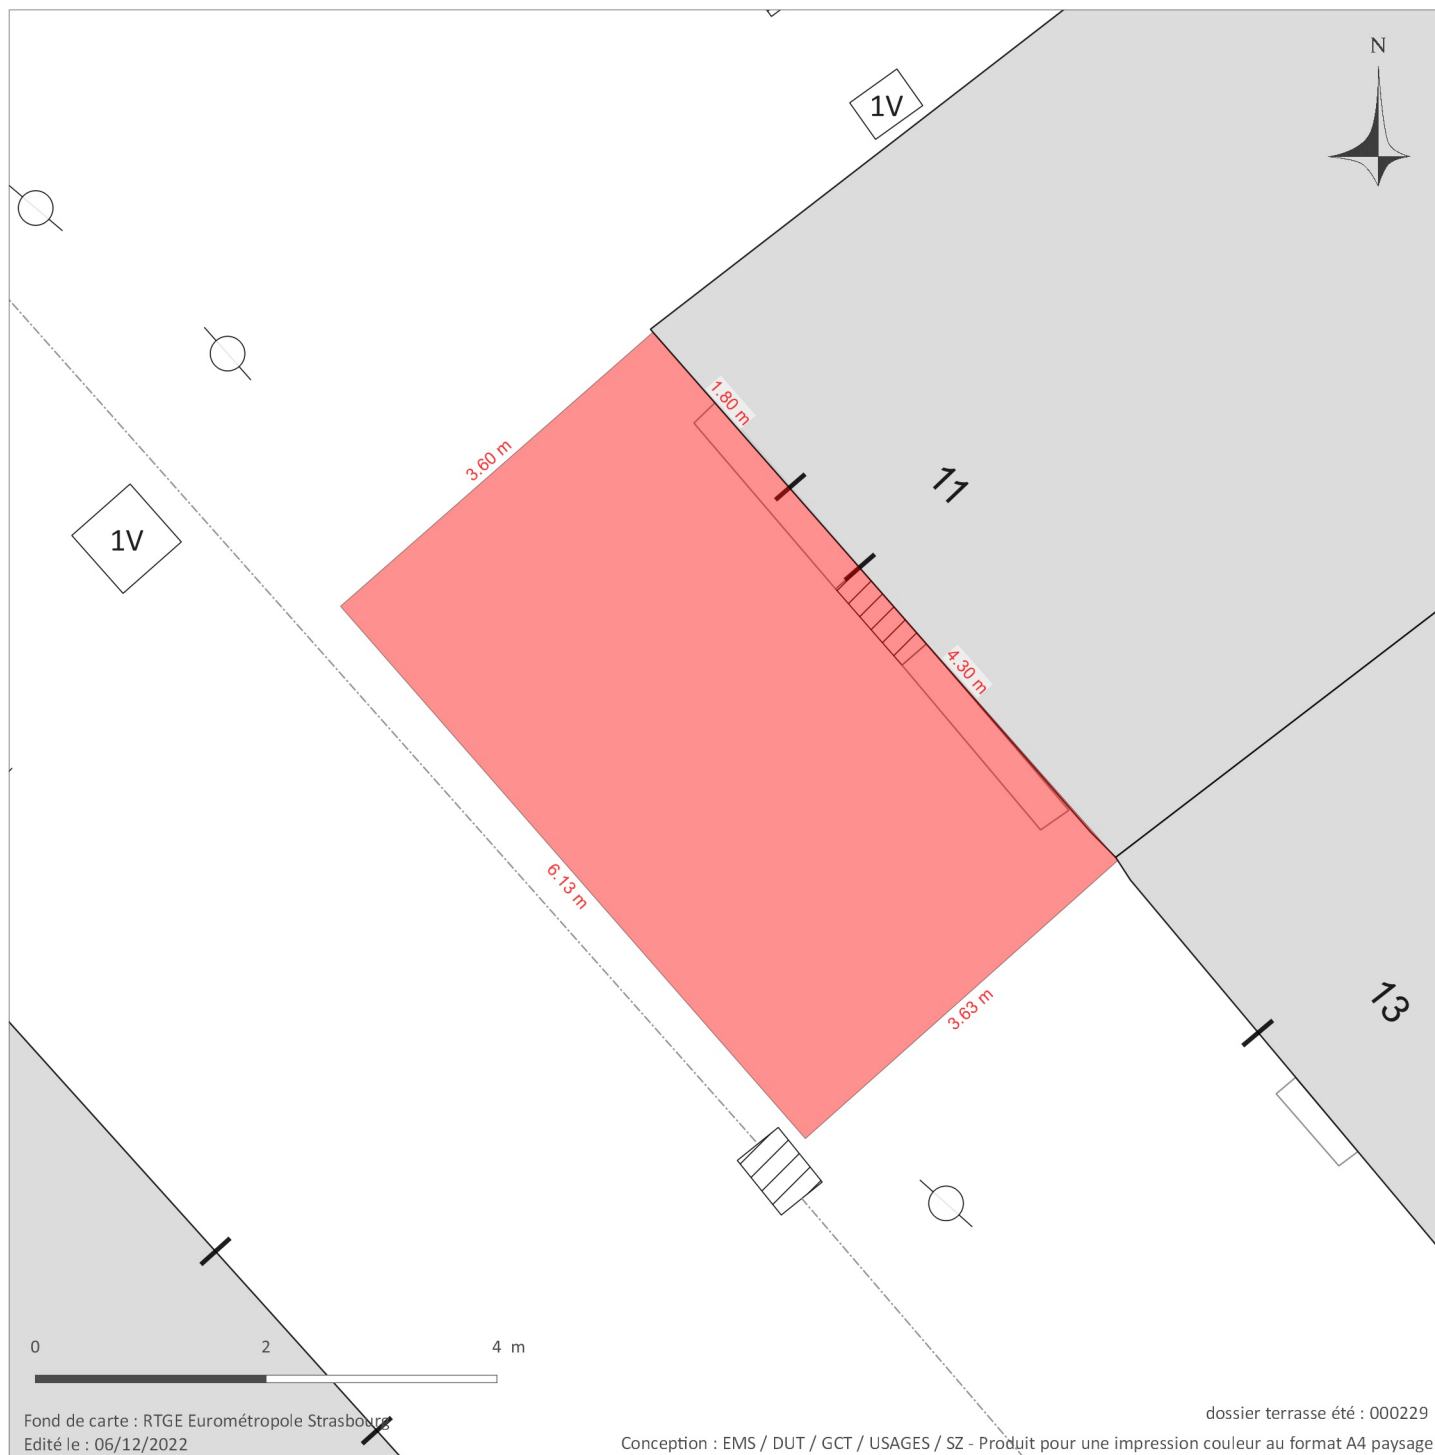 N
1V
1.80 m
3.60 m
11
1V
4.30 m
6.13 m
3.63 m
13
0 2 4 m
Fond de carte : RTGE Eurométropole Strasbourg
Edité le : 06/12/2022
dossier terrasse été : 000229
Conception : EMS / DUT / GCT / USAGES / SZ - Produit pour une impression couleur au format A4 paysage